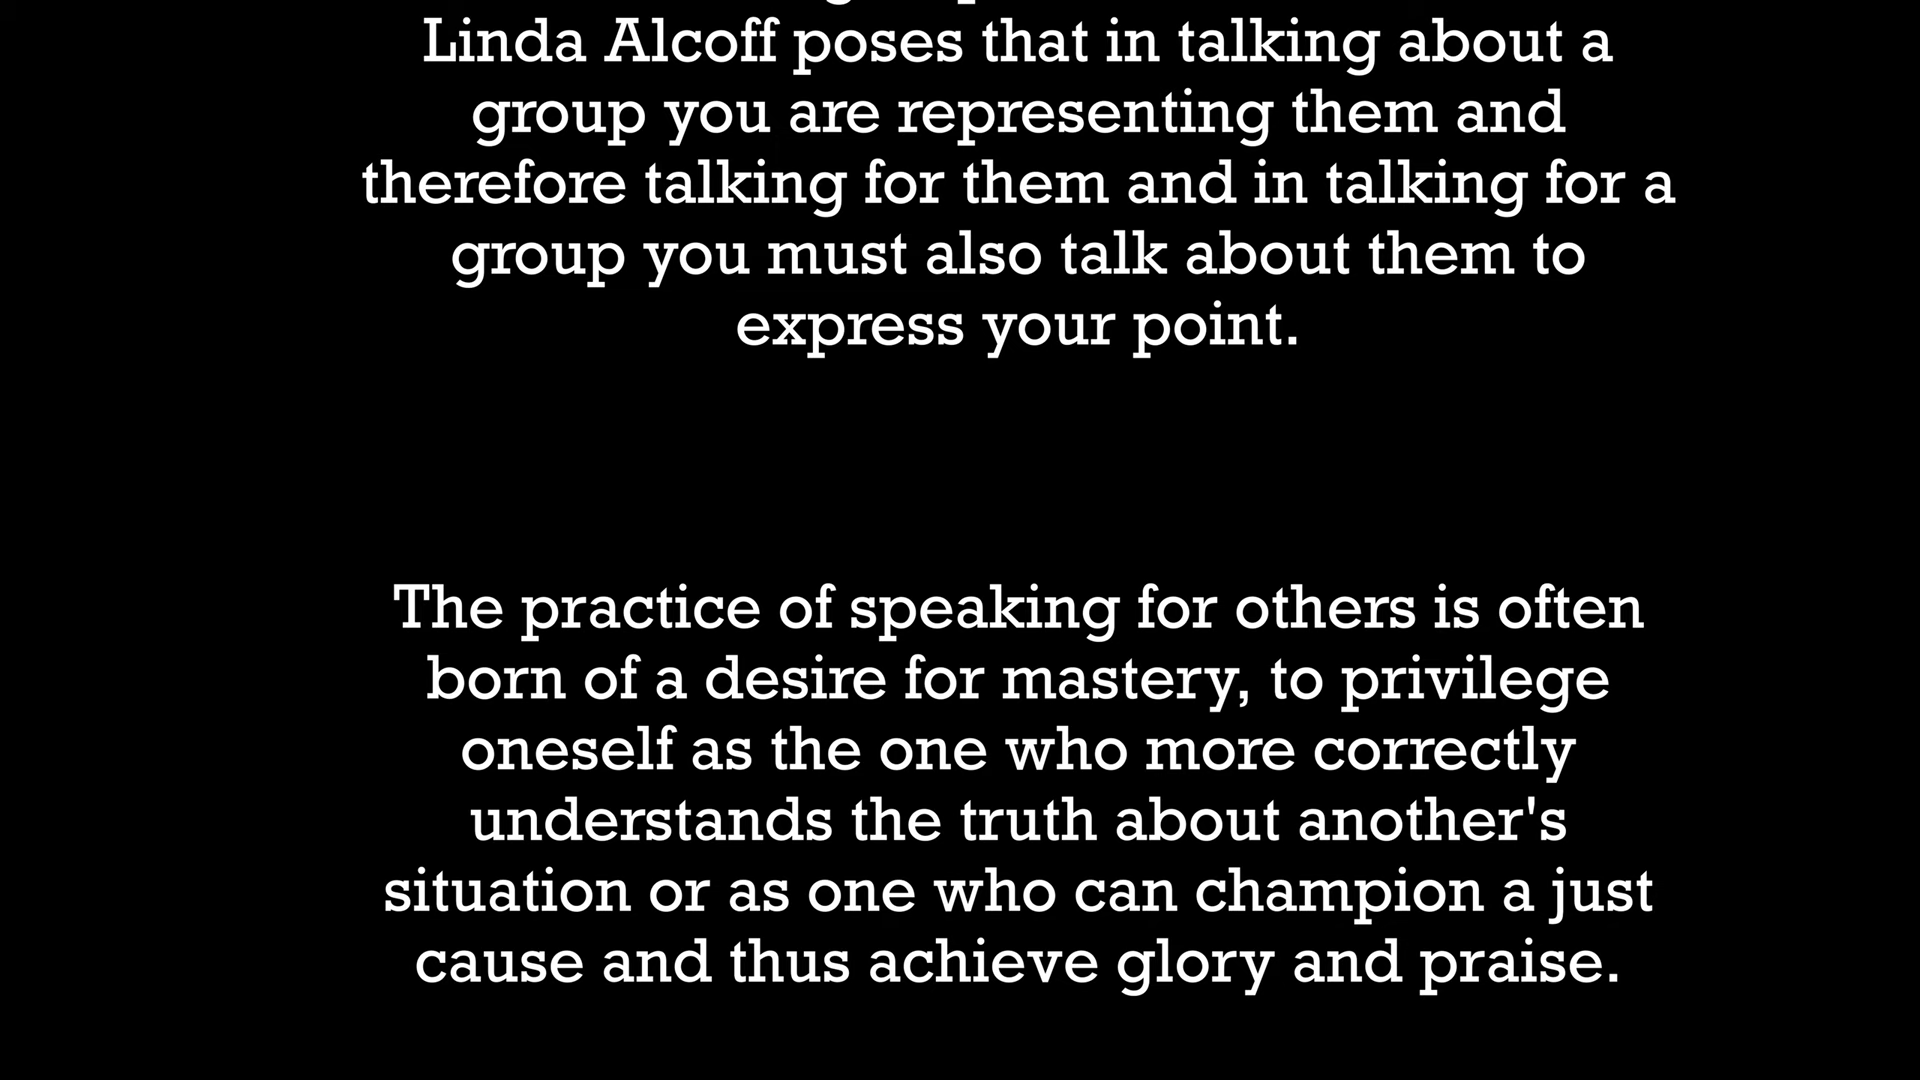 Linda Alcoff poses that in talking about a
group you are representing them and
therefore talking for them and in talking for a
group you must also talk about them to
express your point.
The practice of speaking for others is often
born of a desire for mastery, to privilege
oneself as the one who more correctly
understands the truth about another's
situation or as one who can champion a just
cause and thus achieve glory and praise.